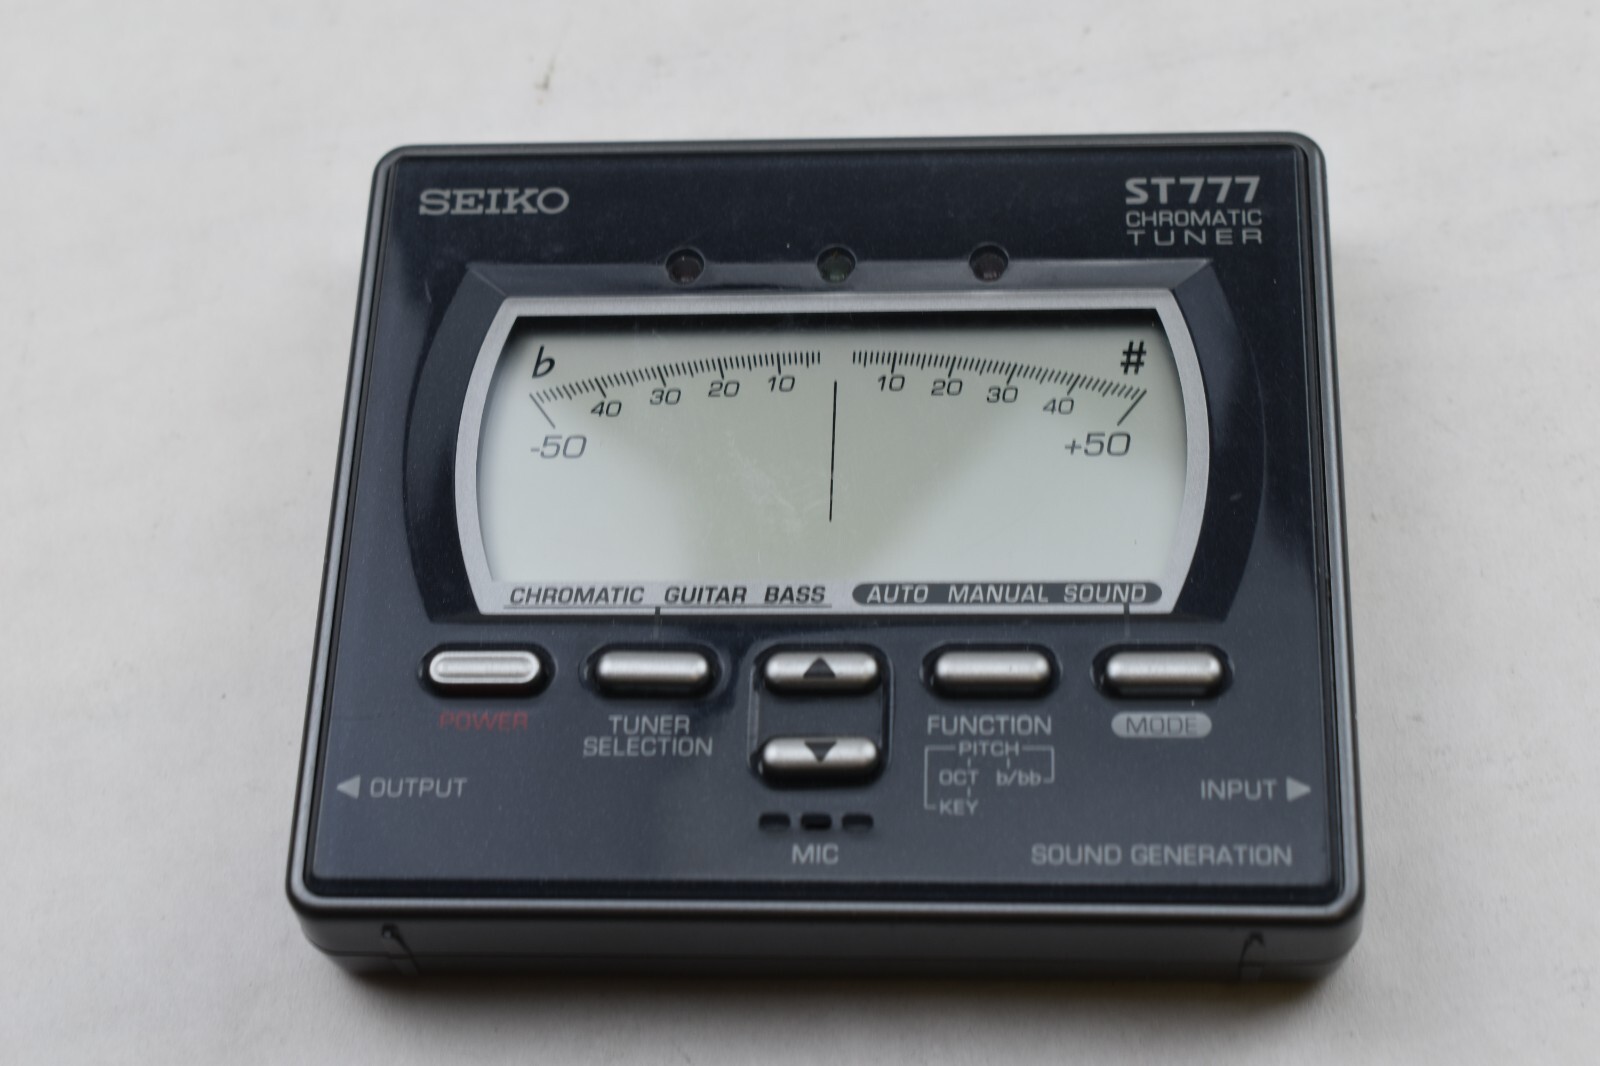 SEIKO
ST777
CHROMATIC
TUNER
b #
40 30 20 10 10 20 30 40
-50 +50
CHROMATIC GUITAR BASS AUTO MANUAL SOUND
POWER
TUNER
SELECTION
FUNCTION
PITCH
OCT b/bb
KEY
MODE
OUTPUT
INPUT
MIC
SOUND GENERATION